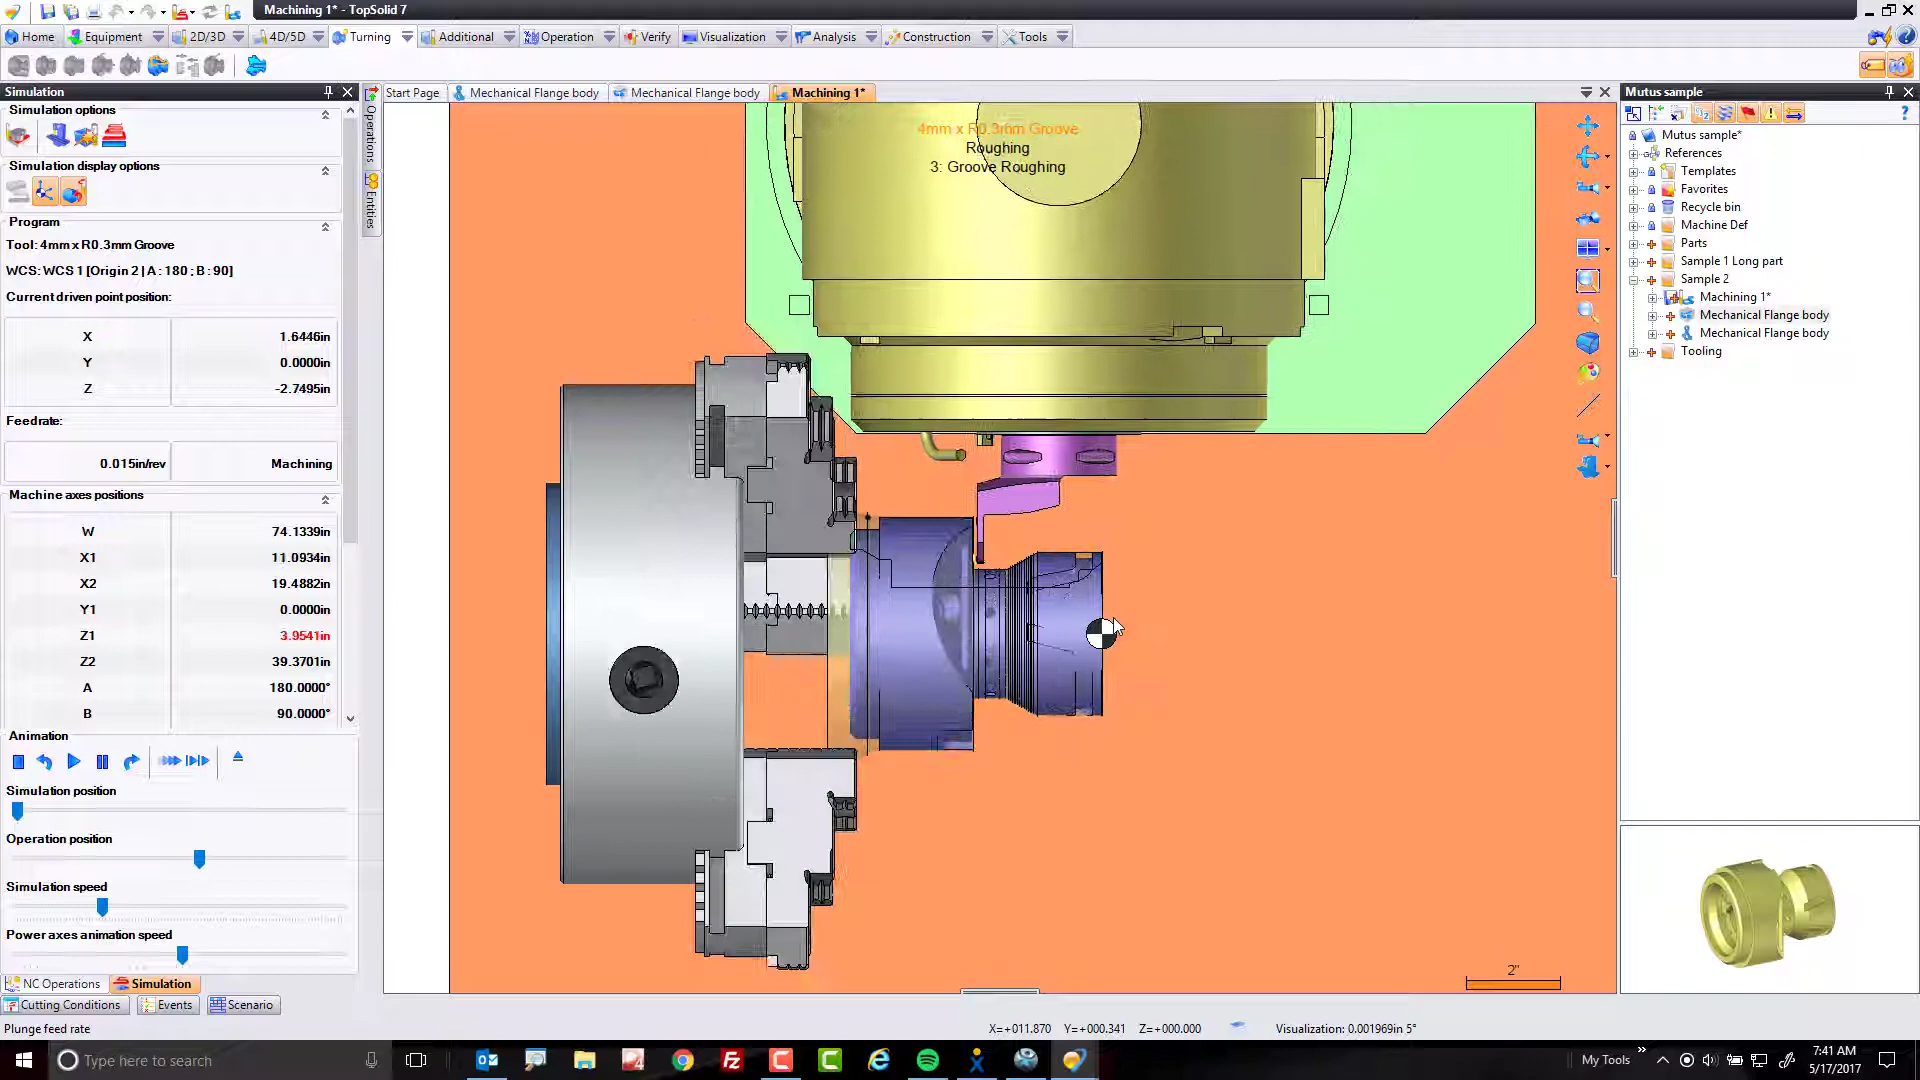 Machining 1* - TopSolid 7
Home Equipment 2D/3D 4D/5D Turning Additional Operation Verify Visualization Analysis Construction Tools
Simulation
Simulation options
Simulation display options
Program
Tool: 4mm x R0.3mm Groove
WCS: WCS 1 [Origin 2 | A : 180 ; B : 90]
Current driven point position:
X 1.6446in
Y 0.0000in
Z -2.7495in
Feedrate:
0.015in/rev Machining
Machine axes positions
W 74.1339in
X1 11.0934in
X2 19.4882in
Y1 0.0000in
Z1 3.9541in
Z2 39.3701in
A 180.0000°
B 90.0000°
Animation
Simulation position
Operation position
Simulation speed
Power axes animation speed
NC Operations Simulation
Cutting Conditions Events Scenario
Plunge feed rate
Operations
Entities
Start Page Mechanical Flange body Mechanical Flange body Machining 1*
4mm x R0.3mm Groove
Roughing
3: Groove Roughing
2"
Mutus sample
Mutus sample*
References
Templates
Favorites
Recycle bin
Machine Def
Parts
Sample 1 Long part
Sample 2
Machining 1*
Mechanical Flange body
Mechanical Flange body
Tooling
X=+011.870 Y=+000.341 Z=+000.000 Visualization: 0.001969in 5°
Type here to search
My Tools
7:41 AM
5/17/2017